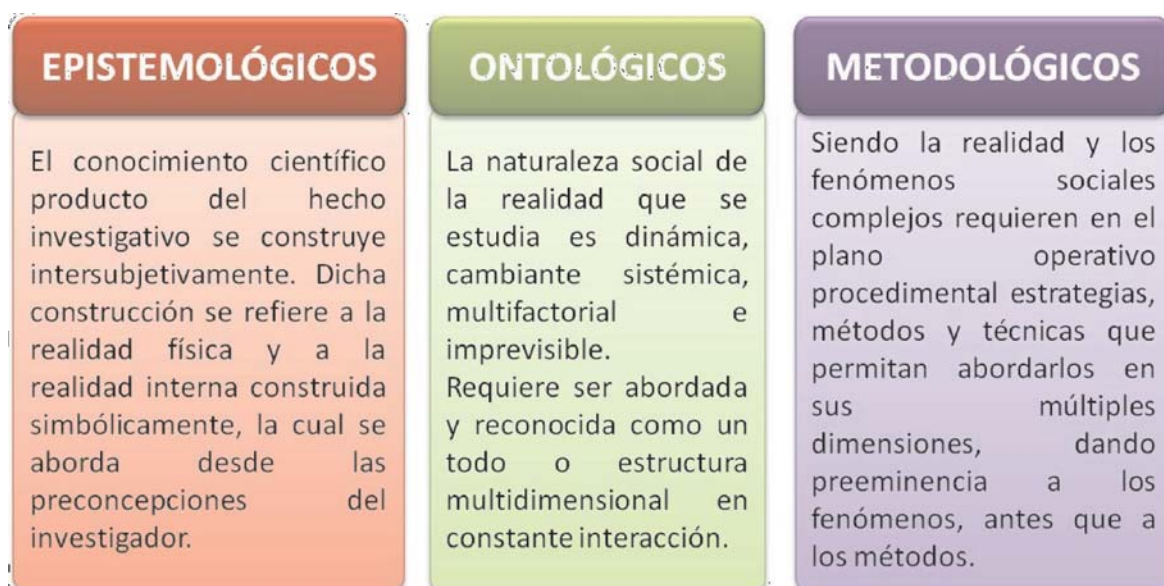 EPISTEMOLÓGICOS
El conocimiento científico
producto del hecho
investigativo se construye
intersubjetivamente. Dicha
construcción se refiere a la
realidad física y a la
realidad interna construida
simbólicamente, la cual se
aborda desde las
preconcepciones del
investigador.
ONTOLÓGICOS
La naturaleza social de
la realidad que se
estudia es dinámica,
cambiante sistémica,
multifactorial e
imprevisible.
Requiere ser abordada
y reconocida como un
todo o estructura
multidimensional en
constante interacción.
METODOLÓGICOS
Siendo la realidad y los
fenómenos sociales
complejos requieren en el
plano operativo
procedimental estrategias,
métodos y técnicas que
permitan abordarlos en
sus múltiples
dimensiones, dando
preeminencia a los
fenómenos, antes que a
los métodos.